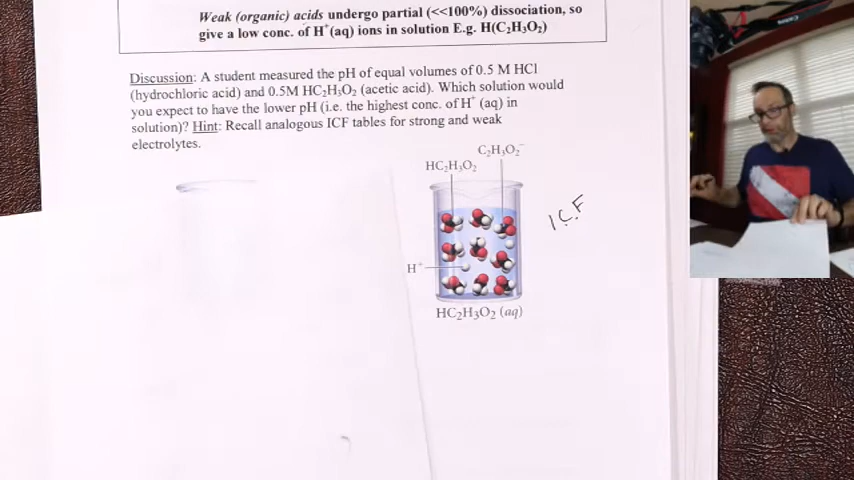 Weak (organic) acids undergo partial (<<100%) dissociation, so
give a low conc. of H⁺(aq) ions in solution E.g. H(C₂H₃O₂)
Discussion: A student measured the pH of equal volumes of 0.5 M HCl
(hydrochloric acid) and 0.5M HC₂H₃O₂ (acetic acid). Which solution would
you expect to have the lower pH (i.e. the highest conc. of H⁺ (aq) in
solution)? Hint: Recall analogous ICF tables for strong and weak
electrolytes.
C₂H₃O₂⁻
HC₂H₃O₂
I.C.F
H⁺
HC₂H₃O₂ (aq)